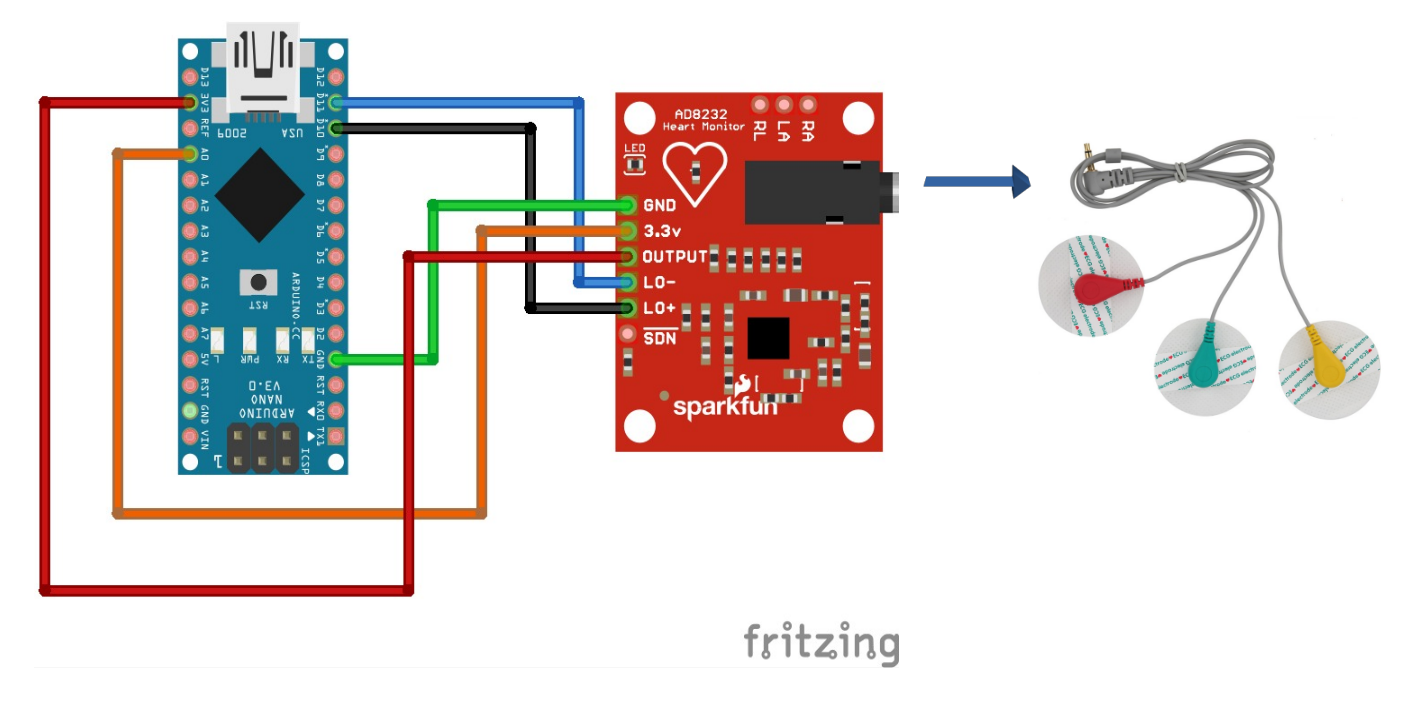 D13
3V3
REF
A0
A1
A2
A3
A4
A5
A6
A7
5V
RST
GND
VIN
D12
D11
D10
D9
D8
D7
D6
D5
D4
D3
D2
GND
RST
RX0
TX1
2009
USA
RST
ARDUINO.CC
L
PWR
RX
TX
ARDUINO
NANO
V3.0
1
ICSP
AD8232
Heart Monitor
RL
LA
RA
LED
GND
3.3v
OUTPUT
LO-
LO+
SDN
sparkfun
fritzing